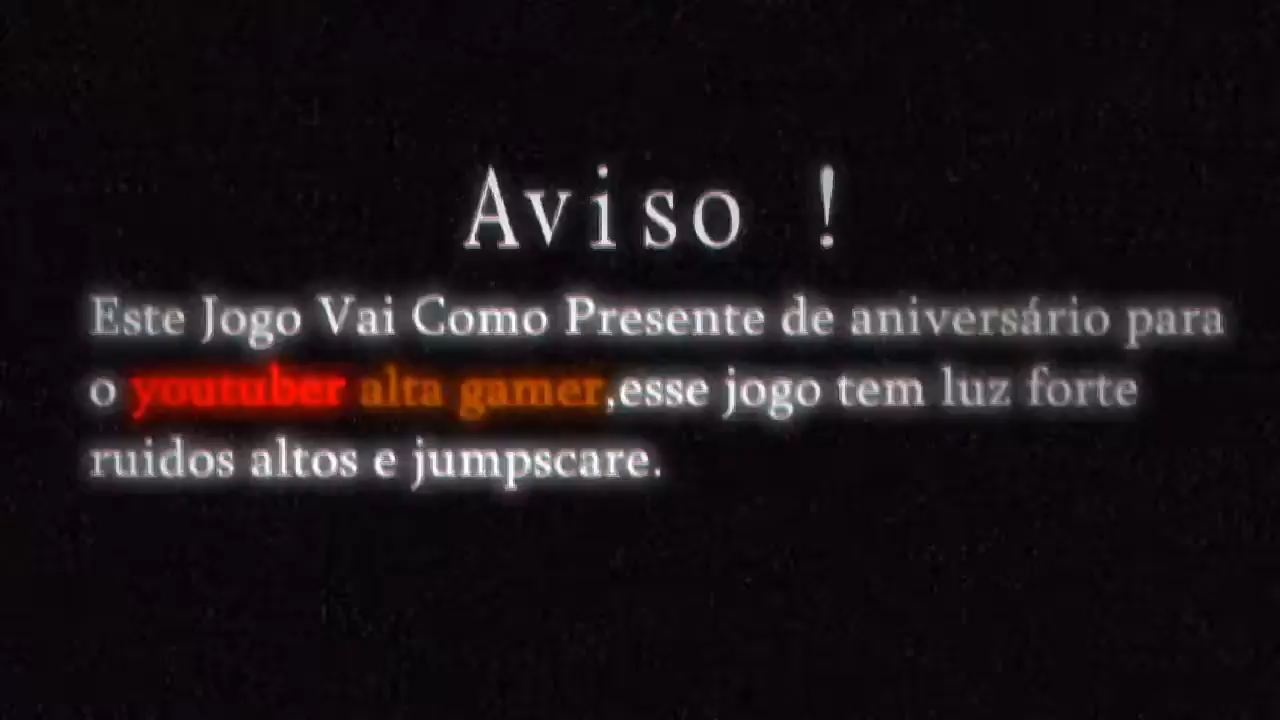 Aviso !
Este Jogo Vai Como Presente de aniversário para
o youtuber alta gamer,esse jogo tem luz forte
ruidos altos e jumpscare.